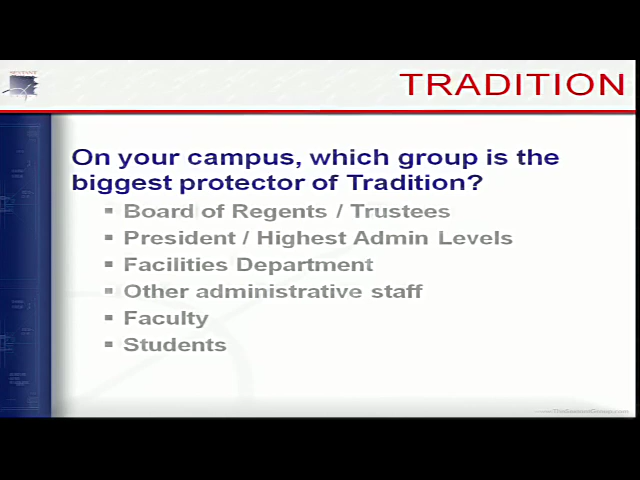 TRADITION
On your campus, which group is the
biggest protector of Tradition?
▪ Board of Regents / Trustees
▪ President / Highest Admin Levels
▪ Facilities Department
▪ Other administrative staff
▪ Faculty
▪ Students